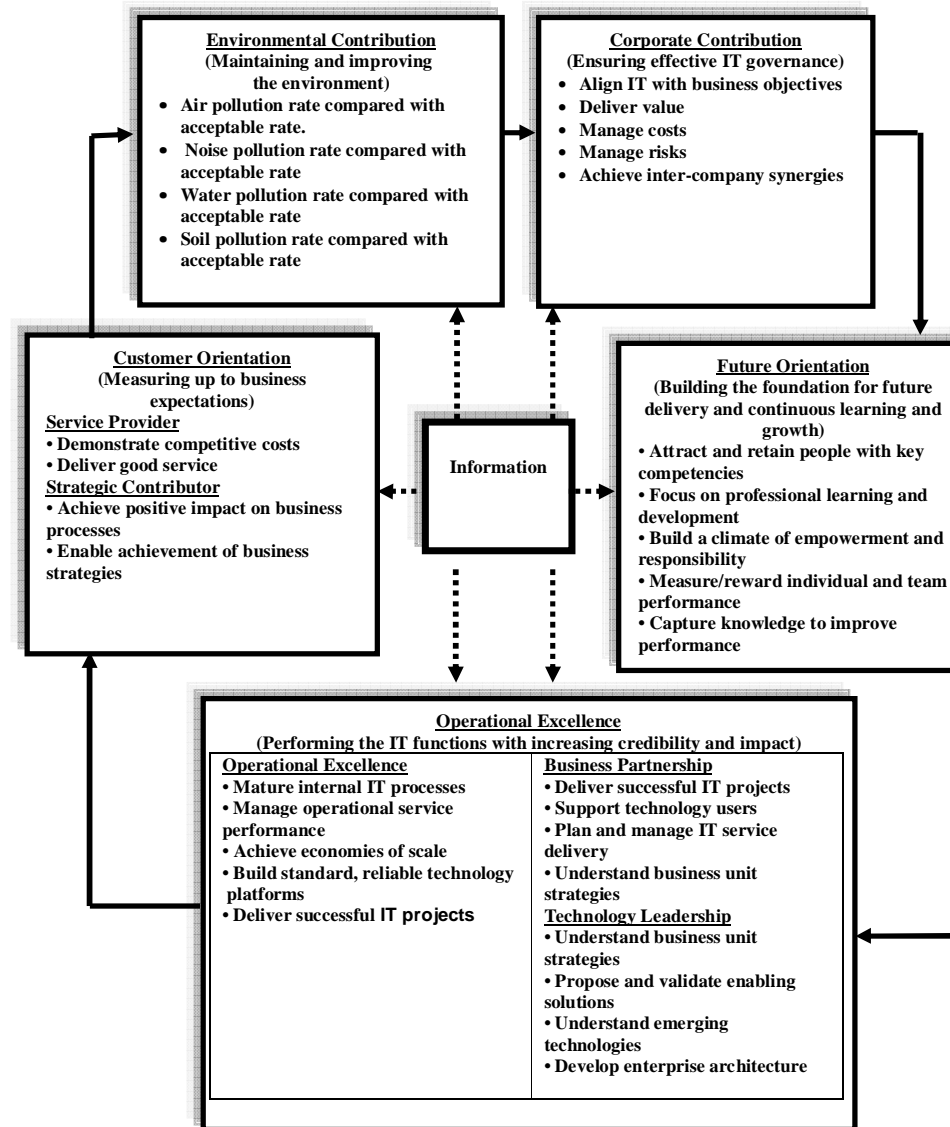 Environmental Contribution
(Maintaining and improving
the environment)
• Air pollution rate compared with
acceptable rate.
• Noise pollution rate compared with
acceptable rate
• Water pollution rate compared with
acceptable rate
• Soil pollution rate compared with
acceptable rate
Corporate Contribution
(Ensuring effective IT governance)
• Align IT with business objectives
• Deliver value
• Manage costs
• Manage risks
• Achieve inter-company synergies
Customer Orientation
(Measuring up to business
expectations)
Service Provider
• Demonstrate competitive costs
• Deliver good service
Strategic Contributor
• Achieve positive impact on business
processes
• Enable achievement of business
strategies
Information
Future Orientation
(Building the foundation for future
delivery and continuous learning and
growth)
• Attract and retain people with key
competencies
• Focus on professional learning and
development
• Build a climate of empowerment and
responsibility
• Measure/reward individual and team
performance
• Capture knowledge to improve
performance
Operational Excellence
(Performing the IT functions with increasing credibility and impact)
Operational Excellence
• Mature internal IT processes
• Manage operational service
performance
• Achieve economies of scale
• Build standard, reliable technology
platforms
• Deliver successful IT projects
Business Partnership
• Deliver successful IT projects
• Support technology users
• Plan and manage IT service
delivery
• Understand business unit
strategies
Technology Leadership
• Understand business unit
strategies
• Propose and validate enabling
solutions
• Understand emerging
technologies
• Develop enterprise architecture